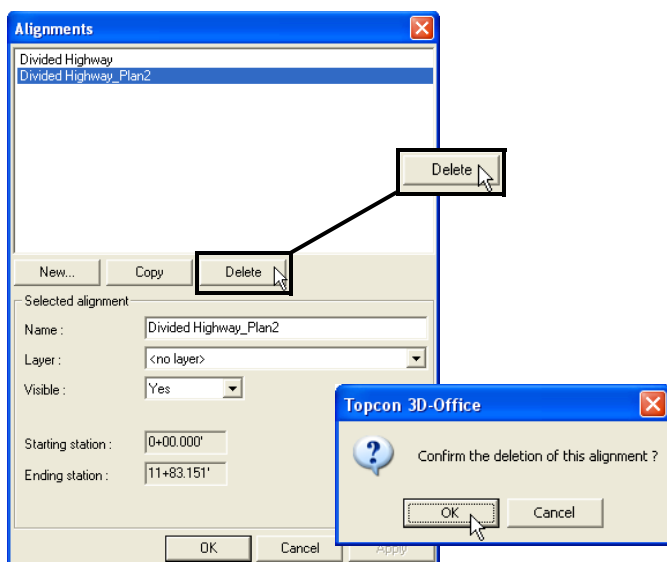 Alignments
Divided Highway
Divided Highway_Plan2
Delete
New... Copy Delete
Selected alignment
Name : Divided Highway_Plan2
Layer : <no layer>
Visible : Yes
Starting station : 0+00.000'
Ending station : 11+83.151'
OK Cancel Apply
Topcon 3D-Office
Confirm the deletion of this alignment ?
OK Cancel